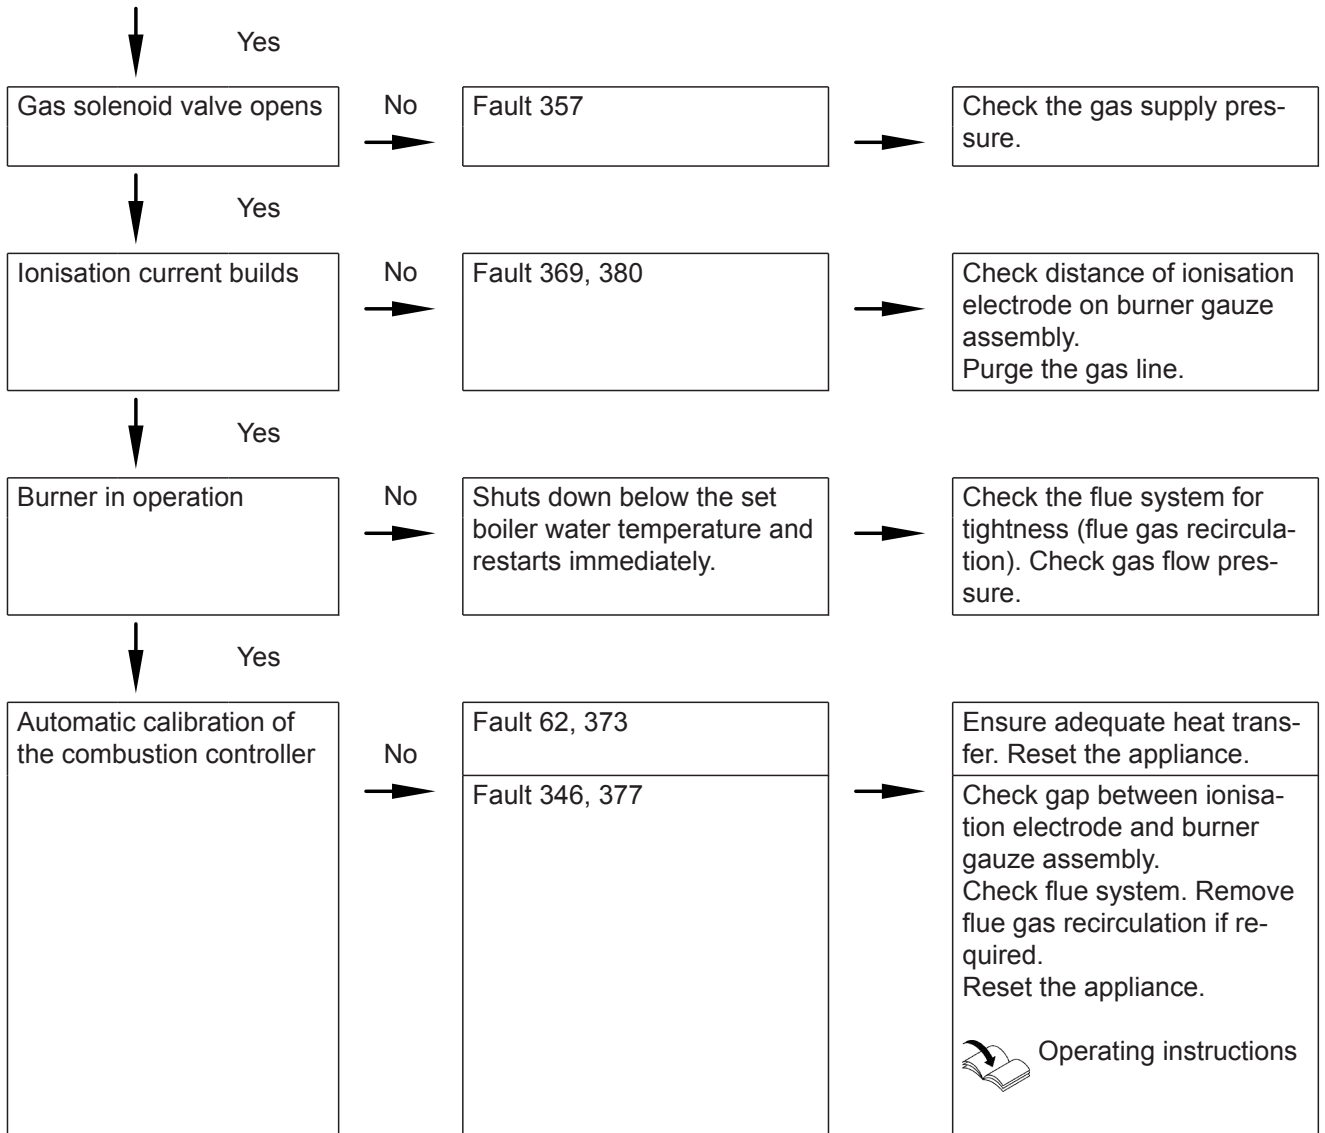 Yes
Gas solenoid valve opens
No
Fault 357
Check the gas supply pres-
sure.
Yes
Ionisation current builds
No
Fault 369, 380
Check distance of ionisation
electrode on burner gauze
assembly.
Purge the gas line.
Yes
Burner in operation
No
Shuts down below the set
boiler water temperature and
restarts immediately.
Check the flue system for
tightness (flue gas recircula-
tion). Check gas flow pres-
sure.
Yes
Automatic calibration of
the combustion controller
No
Fault 62, 373
Ensure adequate heat trans-
fer. Reset the appliance.
Fault 346, 377
Check gap between ionisa-
tion electrode and burner
gauze assembly.
Check flue system. Remove
flue gas recirculation if re-
quired.
Reset the appliance.
Operating instructions